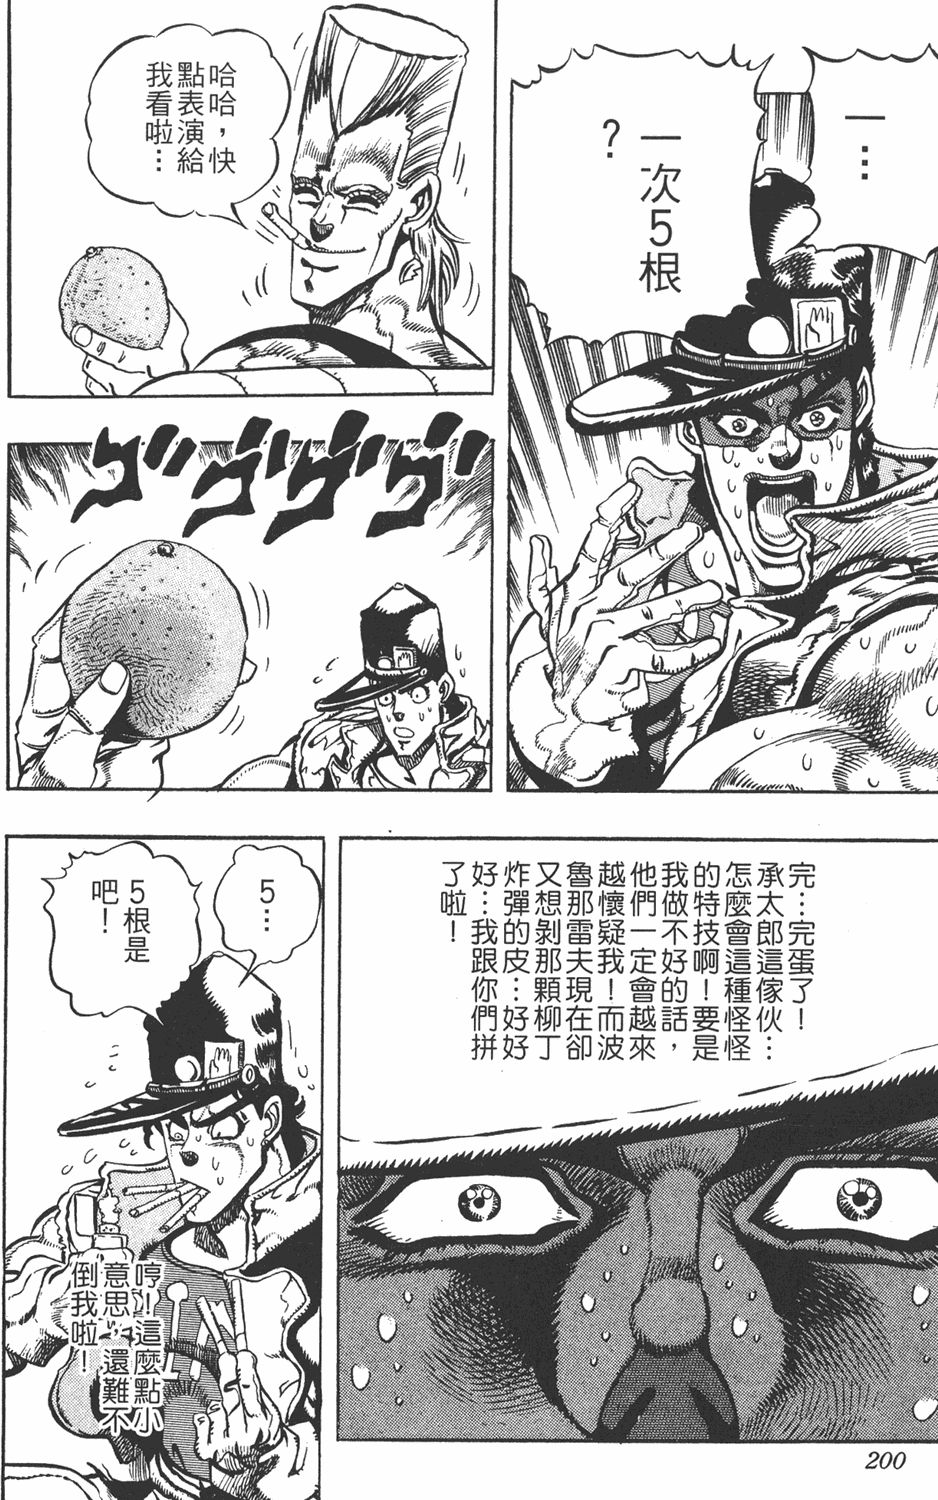 一…
一次5根
？
哈哈，快
點表演給
我看啦…
ゴゴゴゴ
完…完蛋了！
承太郎這傢伙…
怎麼會這種怪怪
的特技啊！要是
我做不好的話，
他們一定會越來
越懷疑我！而波
魯那雷夫現在卻
又想剝那顆柳丁
炸彈的皮…好好
好…我跟你們拼
了啦！
5…
5根是
吧！
哼！這麼點小
意思，還難不
倒我啦！
200